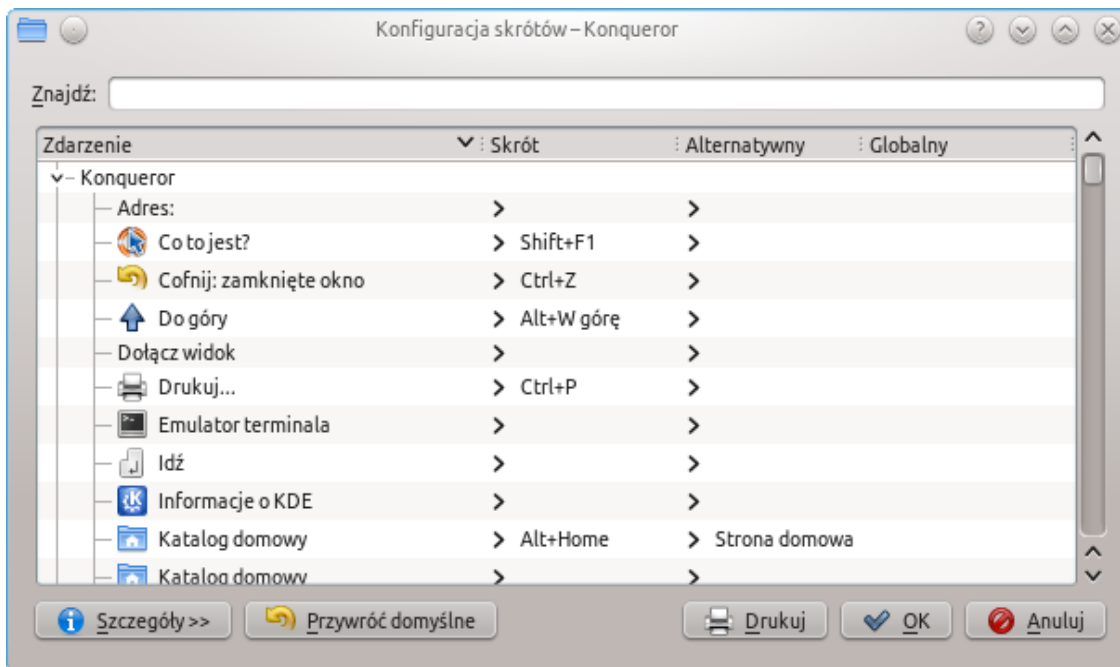 Konfiguracja skrótów – Konqueror
Znajdź:
Zdarzenie Skrót Alternatywny Globalny
Konqueror
Adres:
Co to jest? Shift+F1
Cofnij: zamknięte okno Ctrl+Z
Do góry Alt+W górę
Dołącz widok
Drukuj... Ctrl+P
Emulator terminala
Idź
Informacje o KDE
Katalog domowy Alt+Home Strona domowa
Katalog domowy
Szczegóły >> Przywróć domyślne Drukuj OK Anuluj